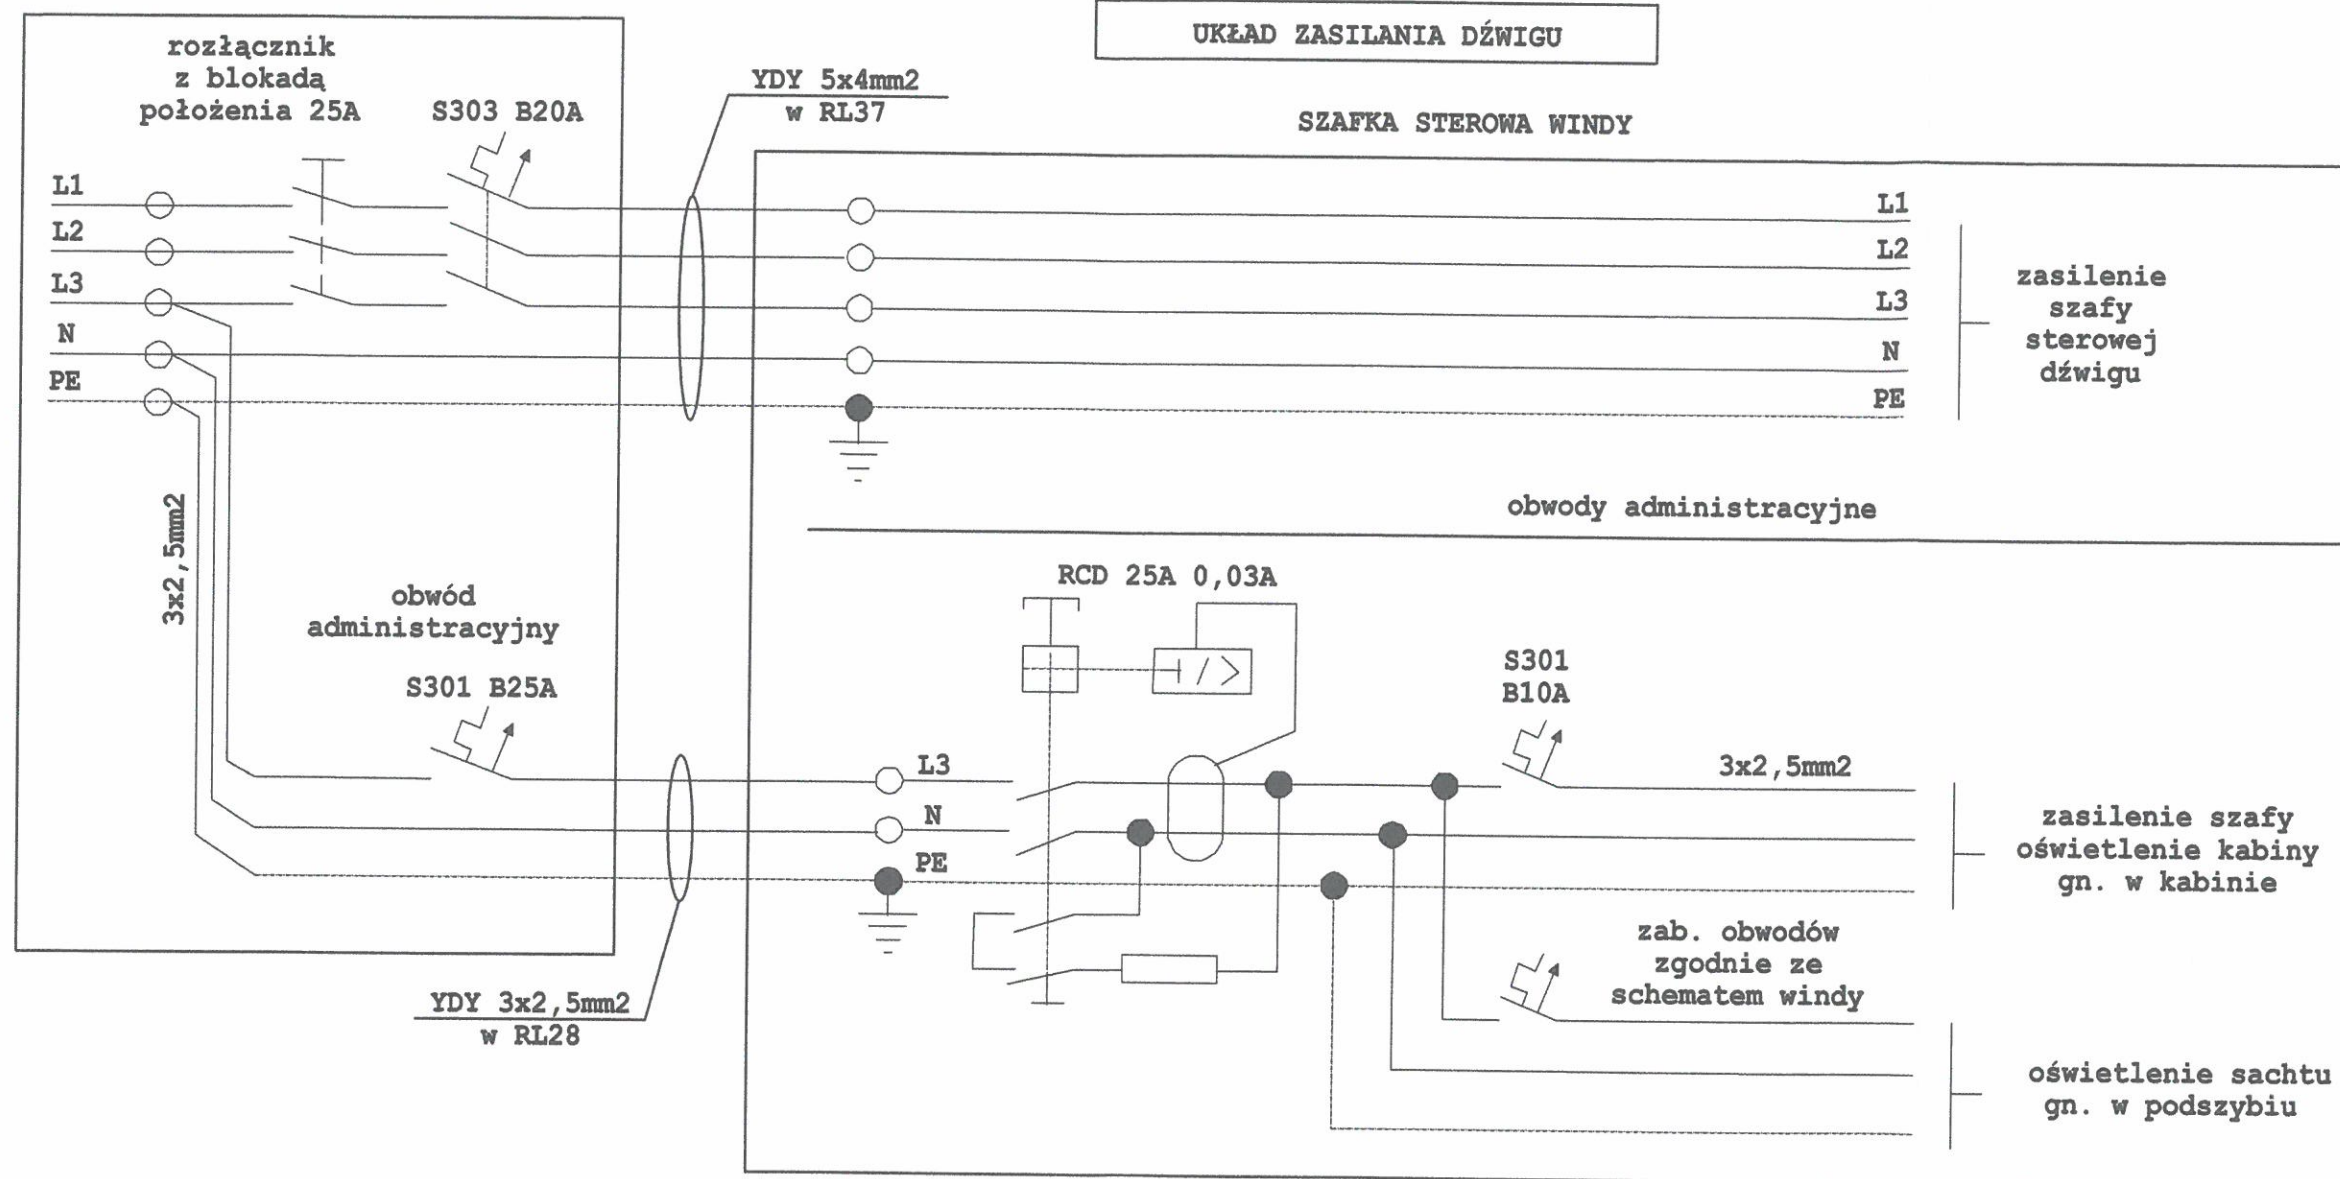 UKŁAD ZASILANIA DŹWIGU
rozłącznik
z blokadą
położenia 25A
S303 B20A
YDY 5x4mm2
w RL37
SZAFKA STEROWA WINDY
L1
L2
L3
N
PE
L1
L2
L3
N
PE
zasilenie
szafy
sterowej
dźwigu
3x2,5mm2
obwody administracyjne
obwód
administracyjny
S301 B25A
RCD 25A 0,03A
I / >
S301
B10A
L3
N
PE
3x2,5mm2
zasilenie szafy
oświetlenie kabiny
gn. w kabinie
zab. obwodów
zgodnie ze
schematem windy
YDY 3x2,5mm2
w RL28
oświetlenie sachtu
gn. w podszybiu